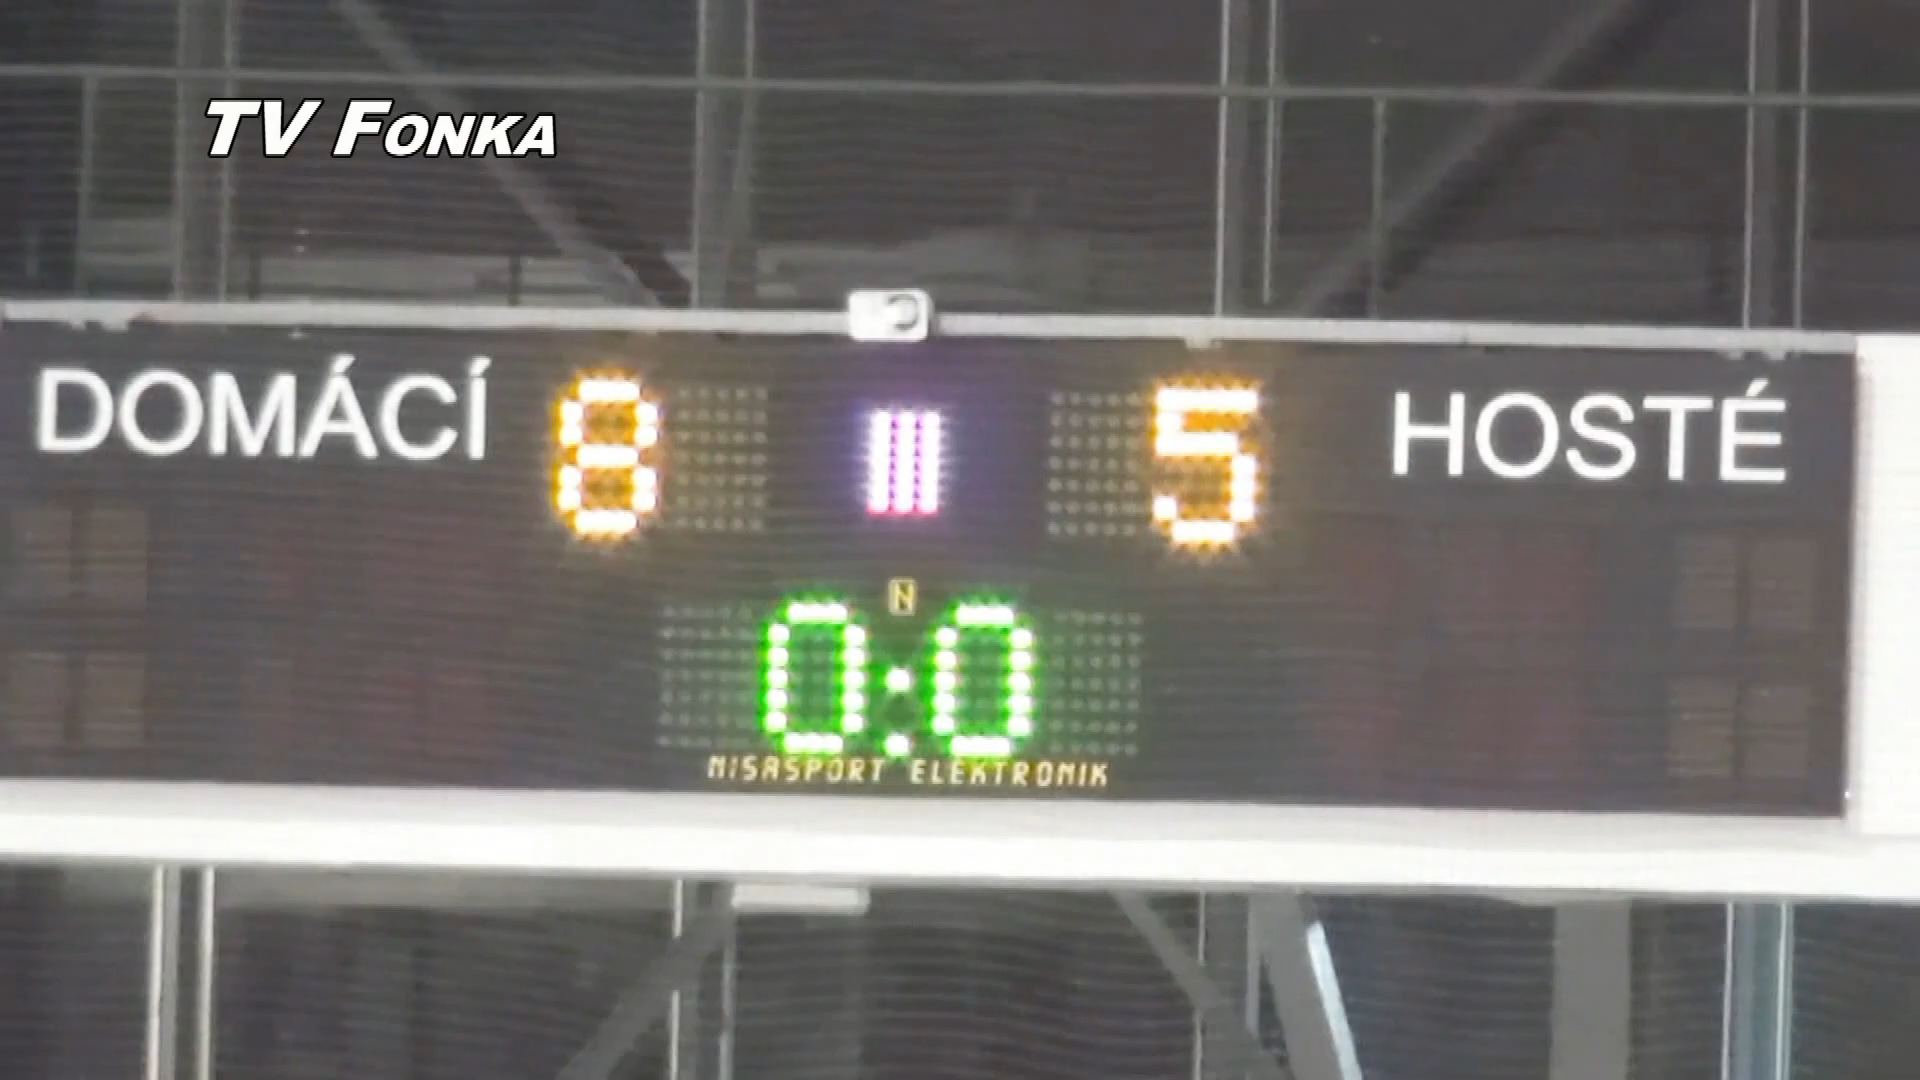 TV FONKA
DOMÁCÍ 8 III 5 HOSTÉ
N
0:0
NISASPORT ELEKTRONIK